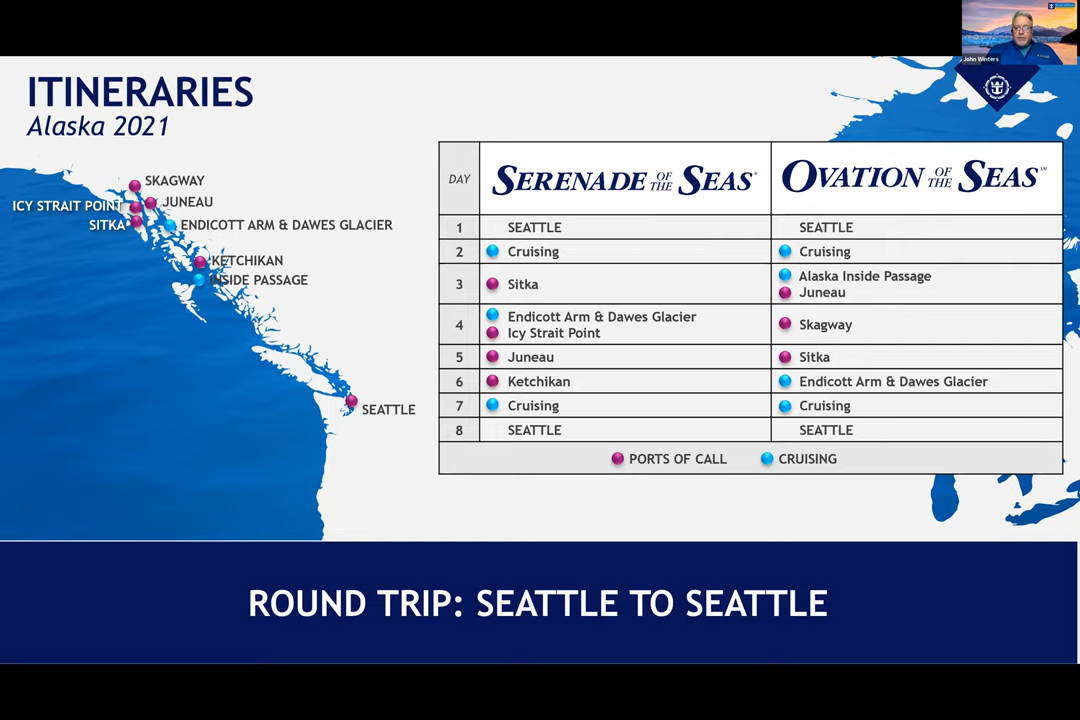 John Winters
ITINERARIES
Alaska 2021
SKAGWAY
ICY STRAIT POINT
JUNEAU
SITKA
ENDICOTT ARM & DAWES GLACIER
KETCHIKAN
INSIDE PASSAGE
SEATTLE
DAY SERENADE OF THE SEAS® OVATION OF THE SEAS℠
1 SEATTLE SEATTLE
2 Cruising Cruising
3 Sitka Alaska Inside Passage
Juneau
4 Endicott Arm & Dawes Glacier Skagway
Icy Strait Point
5 Juneau Sitka
6 Ketchikan Endicott Arm & Dawes Glacier
7 Cruising Cruising
8 SEATTLE SEATTLE
PORTS OF CALL CRUISING
ROUND TRIP: SEATTLE TO SEATTLE